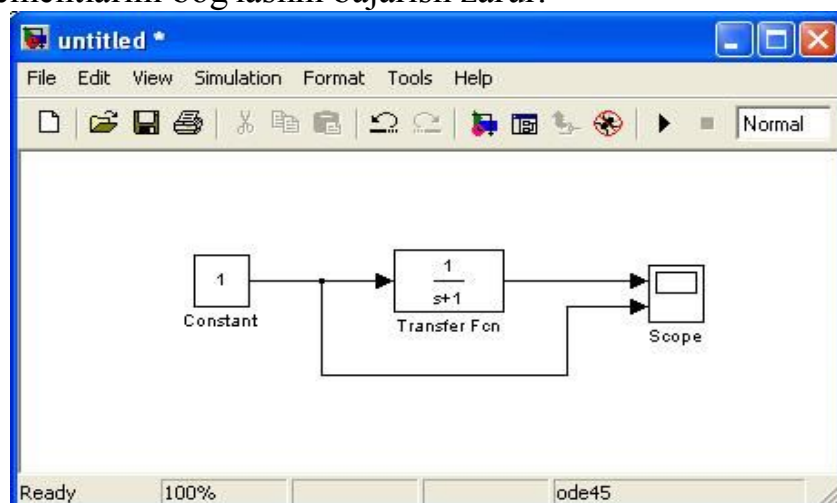 untitled *
File Edit View Simulation Format Tools Help
Normal
1
Constant
1
s+1
Transfer Fcn
Scope
Ready 100% ode45